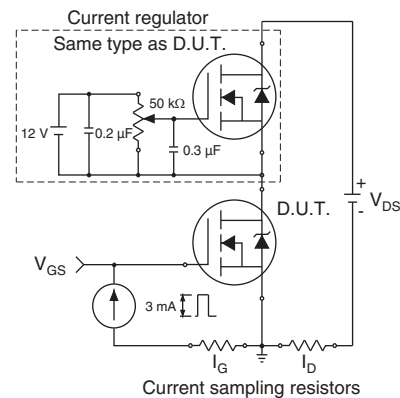 Current regulator
Same type as D.U.T.
50 kΩ
12 V
0.2 µF
0.3 µF
D.U.T.
+
V_DS
-
V_GS
3 mA
I_G
I_D
Current sampling resistors